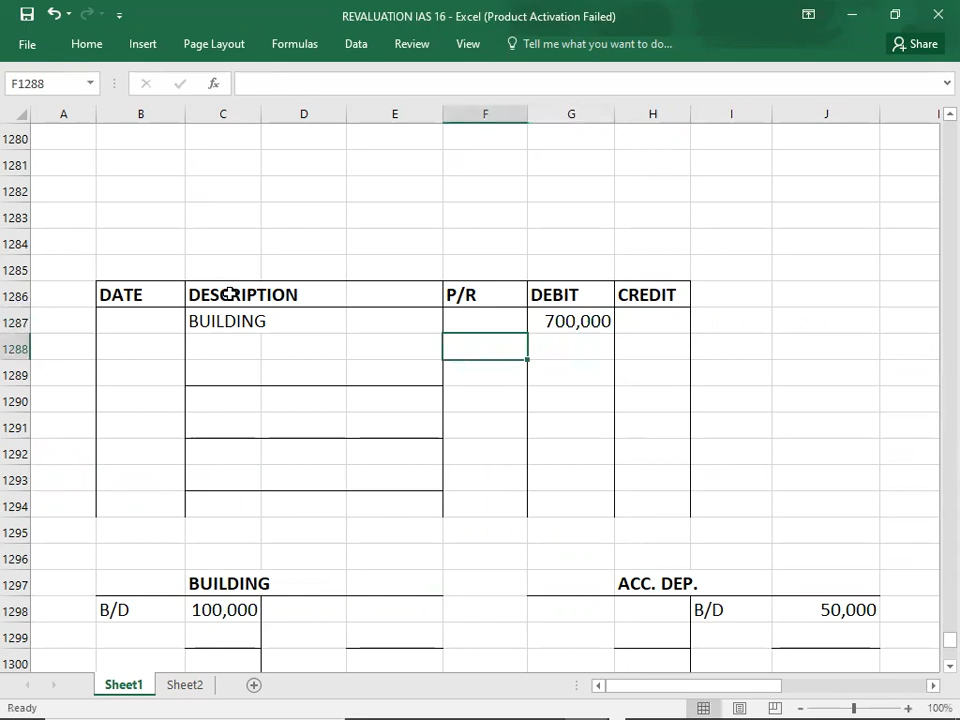 REVALUATION IAS 16 - Excel (Product Activation Failed)
File Home Insert Page Layout Formulas Data Review View Tell me what you want to do... Share
F1288 fx
A B C D E F G H I J
1280
1281
1282
1283
1284
1285
1286 DATE DESCRIPTION P/R DEBIT CREDIT
1287 BUILDING 700,000
1288
1289
1290
1291
1292
1293
1294
1295
1296
1297 BUILDING ACC. DEP.
1298 B/D 100,000 B/D 50,000
1299
1300
Sheet1 Sheet2
Ready 100%